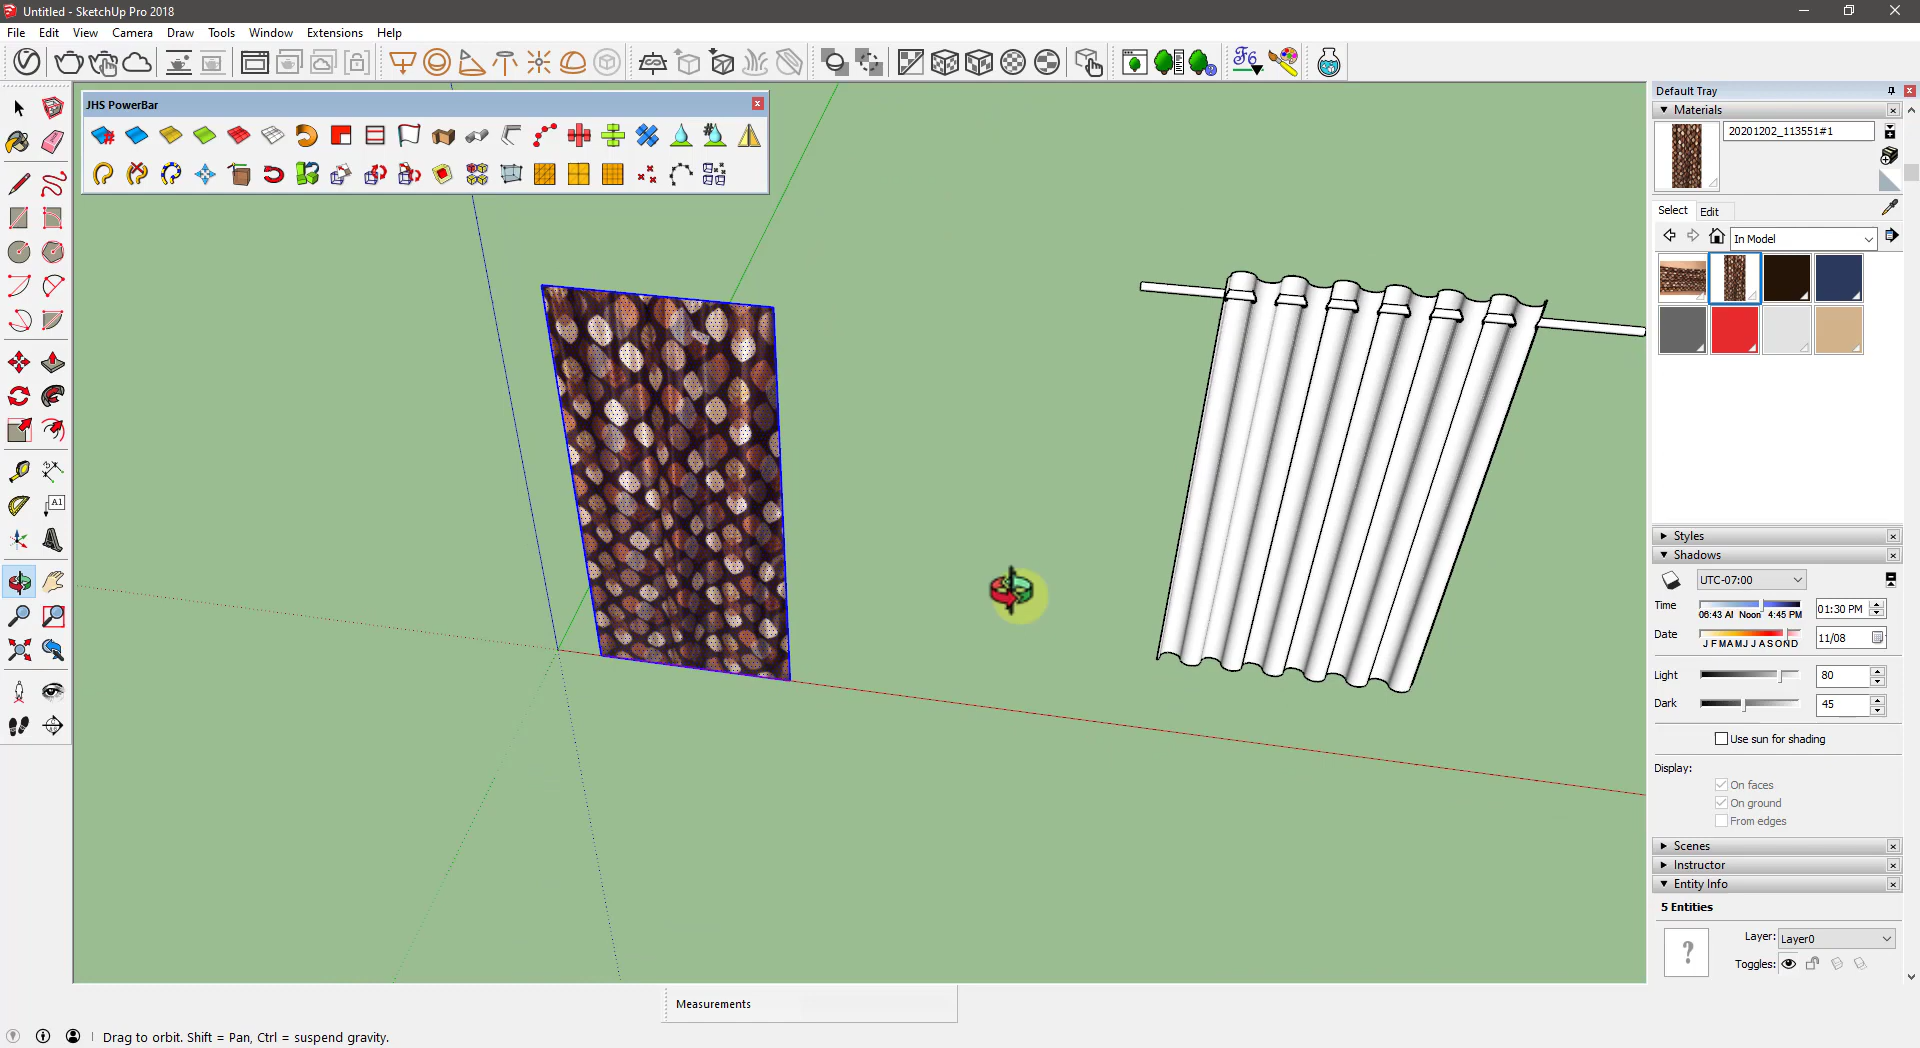 Untitled - SketchUp Pro 2018
File Edit View Camera Draw Tools Window Extensions Help
JHS PowerBar
Default Tray
Materials
20201202_113551#1
Select Edit
In Model
Styles
Shadows
UTC-07:00
Time 06:43 AM Noon 4:45 PM 01:30 PM
Date J F M A M J J A S O N D 11/08
Light 80
Dark 45
Use sun for shading
Display:
On faces
On ground
From edges
Scenes
Instructor
Entity Info
5 Entities
Layer: Layer0
Toggles:
Measurements
Drag to orbit. Shift = Pan, Ctrl = suspend gravity.